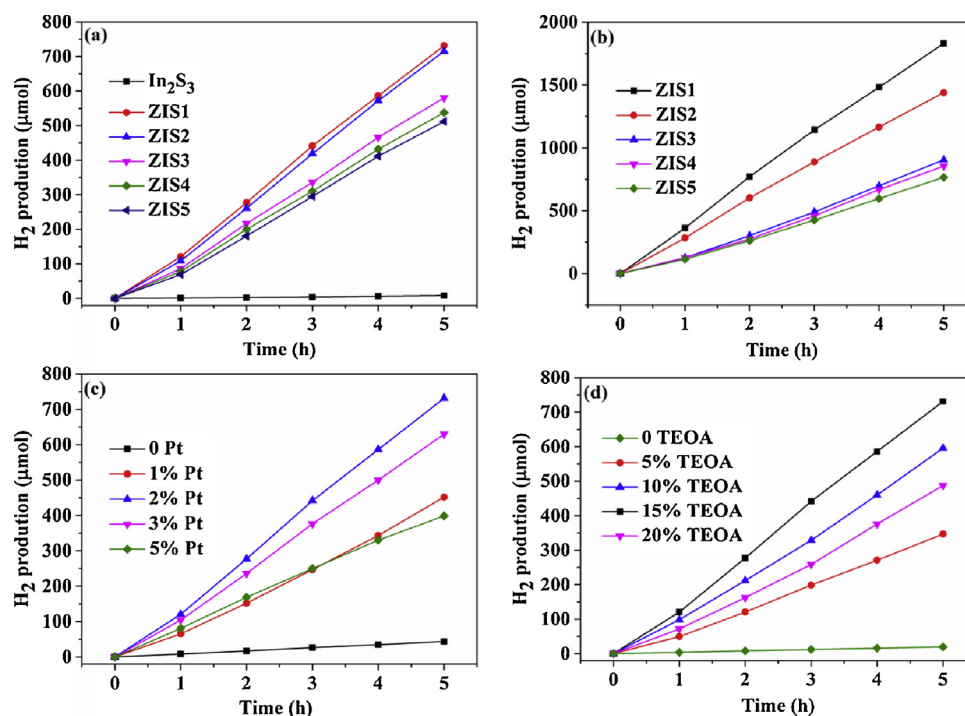 (a)
H2 prodution (μmol)
800
700
600
500
400
300
200
100
0
In2S3
ZIS1
ZIS2
ZIS3
ZIS4
ZIS5
0 1 2 3 4 5
Time (h)
(b)
H2 prodution (μmol)
2000
1500
1000
500
0
ZIS1
ZIS2
ZIS3
ZIS4
ZIS5
0 1 2 3 4 5
Time (h)
(c)
H2 prodution (μmol)
800
700
600
500
400
300
200
100
0
0 Pt
1% Pt
2% Pt
3% Pt
5% Pt
0 1 2 3 4 5
Time (h)
(d)
H2 prodution (μmol)
800
700
600
500
400
300
200
100
0
0 TEOA
5% TEOA
10% TEOA
15% TEOA
20% TEOA
0 1 2 3 4 5
Time (h)